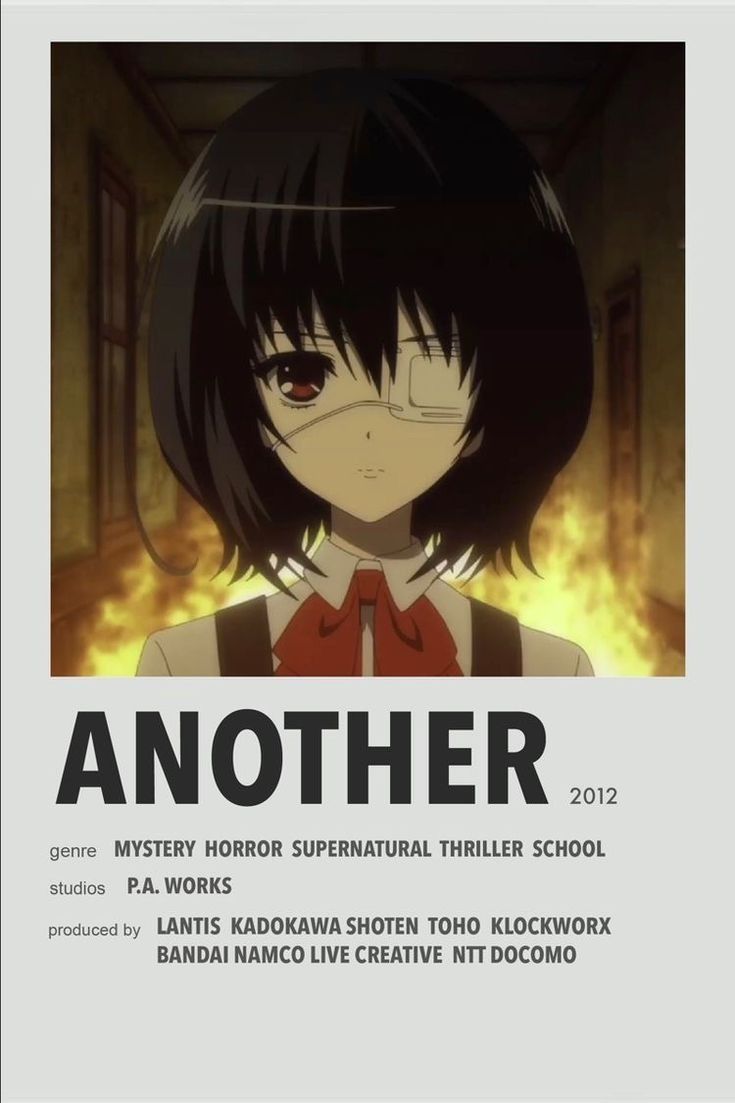 ANOTHER 2012
genre MYSTERY HORROR SUPERNATURAL THRILLER SCHOOL
studios P.A. WORKS
produced by LANTIS KADOKAWA SHOTEN TOHO KLOCKWORX
BANDAI NAMCO LIVE CREATIVE NTT DOCOMO